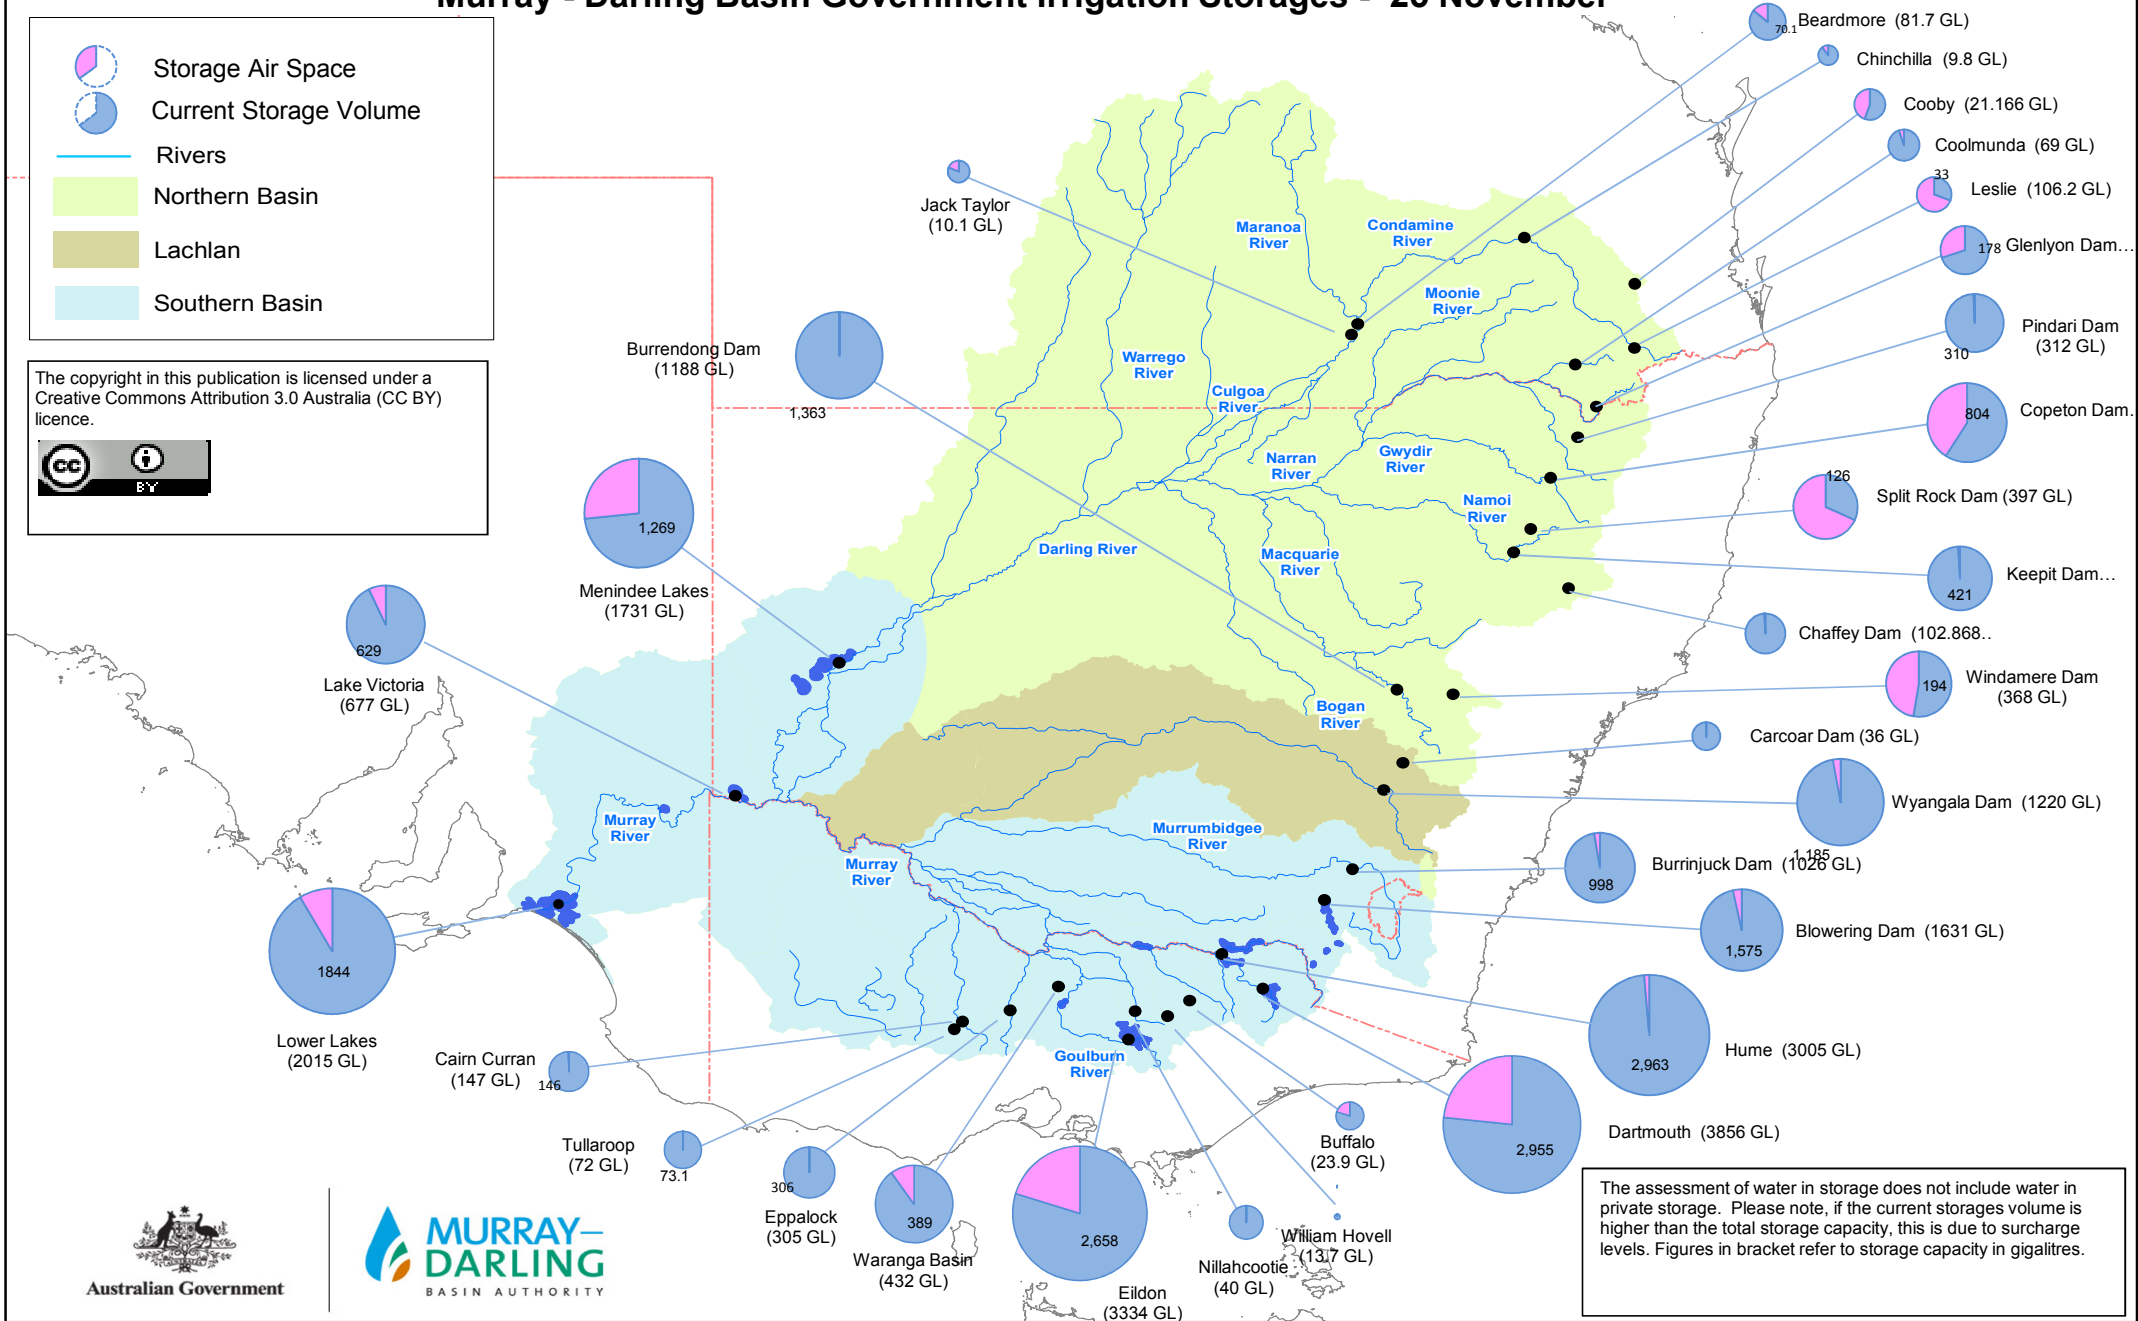 Murray - Darling Basin Government Irrigation Storages - 26 November
Storage Air Space
Current Storage Volume
Rivers
Northern Basin
Lachlan
Southern Basin
The copyright in this publication is licensed under a
Creative Commons Attribution 3.0 Australia (CC BY)
licence.
cc
BY
Beardmore (81.7 GL)
70.1
Chinchilla (9.8 GL)
Cooby (21.166 GL)
Coolmunda (69 GL)
33
Leslie (106.2 GL)
178
Glenlyon Dam...
Pindari Dam
(312 GL)
310
Copeton Dam.
804
126
Split Rock Dam (397 GL)
Keepit Dam...
421
Chaffey Dam (102.868..
Windamere Dam
(368 GL)
194
Carcoar Dam (36 GL)
Wyangala Dam (1220 GL)
1,185
Burrinjuck Dam (1026 GL)
998
Blowering Dam (1631 GL)
1,575
Hume (3005 GL)
2,963
Dartmouth (3856 GL)
2,955
Jack Taylor
(10.1 GL)
Burrendong Dam
(1188 GL)
1,363
1,269
Menindee Lakes
(1731 GL)
629
Lake Victoria
(677 GL)
1844
Lower Lakes
(2015 GL)
Cairn Curran
(147 GL)
146
Tullaroop
(72 GL)
73.1
306
Eppalock
(305 GL)
389
Waranga Basin
(432 GL)
2,658
Eildon
(3334 GL)
Nillahcootie
(40 GL)
William Hovell
(13.7 GL)
Buffalo
(23.9 GL)
Maranoa
River
Condamine
River
Moonie
River
Warrego
River
Culgoa
River
Narran
River
Gwydir
River
Namoi
River
Darling River
Macquarie
River
Bogan
River
Murrumbidgee
River
Murray
River
Murray
River
Goulburn
River
Australian Government
MURRAY–
DARLING
BASIN AUTHORITY
The assessment of water in storage does not include water in
private storage. Please note, if the current storages volume is
higher than the total storage capacity, this is due to surcharge
levels. Figures in bracket refer to storage capacity in gigalitres.